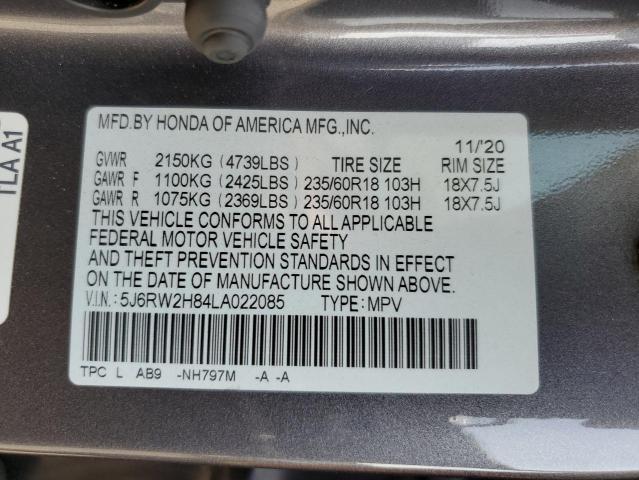 TLA A1
MFD.BY HONDA OF AMERICA MFG.,INC.
11/'20
GVWR 2150KG (4739LBS) TIRE SIZE RIM SIZE
GAWR F 1100KG (2425LBS) 235/60R18 103H 18X7.5J
GAWR R 1075KG (2369LBS) 235/60R18 103H 18X7.5J
THIS VEHICLE CONFORMS TO ALL APPLICABLE
FEDERAL MOTOR VEHICLE SAFETY
AND THEFT PREVENTION STANDARDS IN EFFECT
ON THE DATE OF MANUFACTURE SHOWN ABOVE.
V.I.N.: 5J6RW2H84LA022085 TYPE: MPV
TPC L AB9 -NH797M -A -A